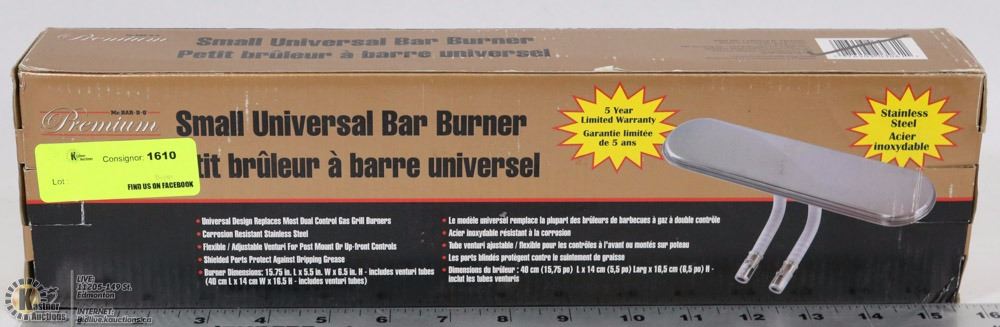 Premium
Small Universal Bar Burner
Petit brûleur à barre universel
Mr. BAR-B-Q
Premium
Small Universal Bar Burner
tit brûleur à barre universel
Consignor: 1610
Lot :
FIND US ON FACEBOOK
5 Year
Limited Warranty
Garantie limitée
de 5 ans
Stainless
Steel
Acier
inoxydable
• Universal Design Replaces Most Dual Control Gas Grill Burners
• Corrosion Resistant Stainless Steel
• Flexible / Adjustable Venturi For Post Mount Or Up-front Controls
• Shielded Ports Protect Against Dripping Grease
• Burner Dimensions: 15.75 in. L x 5.5 in. W x 6.5 in. H - includes venturi tubes
(40 cm L x 14 cm W x 16.5 H - includes venturi tubes)
• Le modèle universel remplace la plupart des brûleurs de barbecues à gaz à double contrôle
• Acier inoxydable résistant à la corrosion
• Tube venturi ajustable / flexible pour les contrôles à l'avant ou montés sur poteau
• Les ports blindés protègent contre le suintement de graisse
• Dimensions du brûleur : 40 cm (15,75 po) L x 14 cm (5,5 po) Larg x 16,5 cm (6,5 po) H -
inclut les tubes venturis
Kastner
Auctions
LIVE:
11205-149 St.
Edmonton
INTERNET:
bidlive.kauctions.ca
3 4 5 6 7 8 9 10 11 12 13 14 15 16